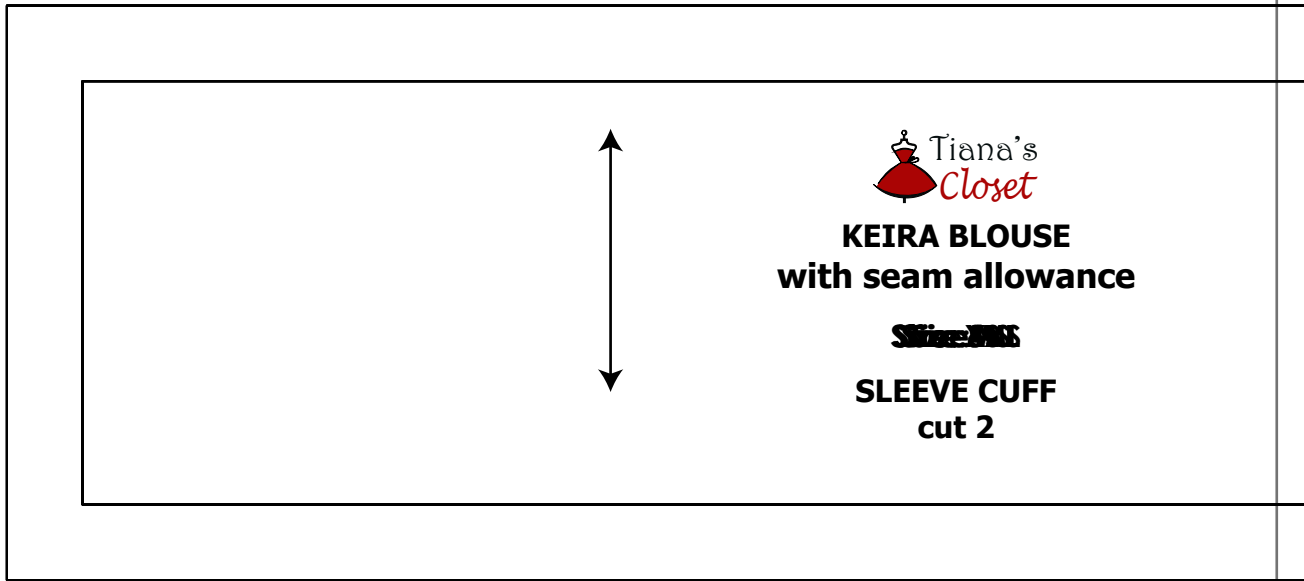 Tiana's
Closet
KEIRA BLOUSE
with seam allowance
SLEEVE CUFF
cut 2